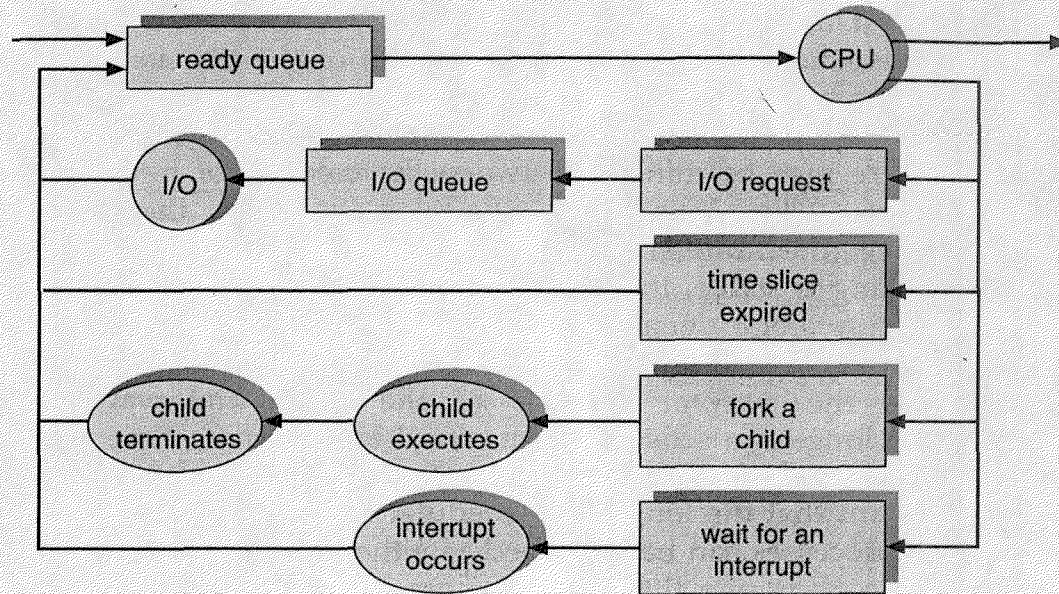 ready queue
CPU
I/O
I/O queue
I/O request
time slice
expired
child
terminates
child
executes
fork a
child
interrupt
occurs
wait for an
interrupt